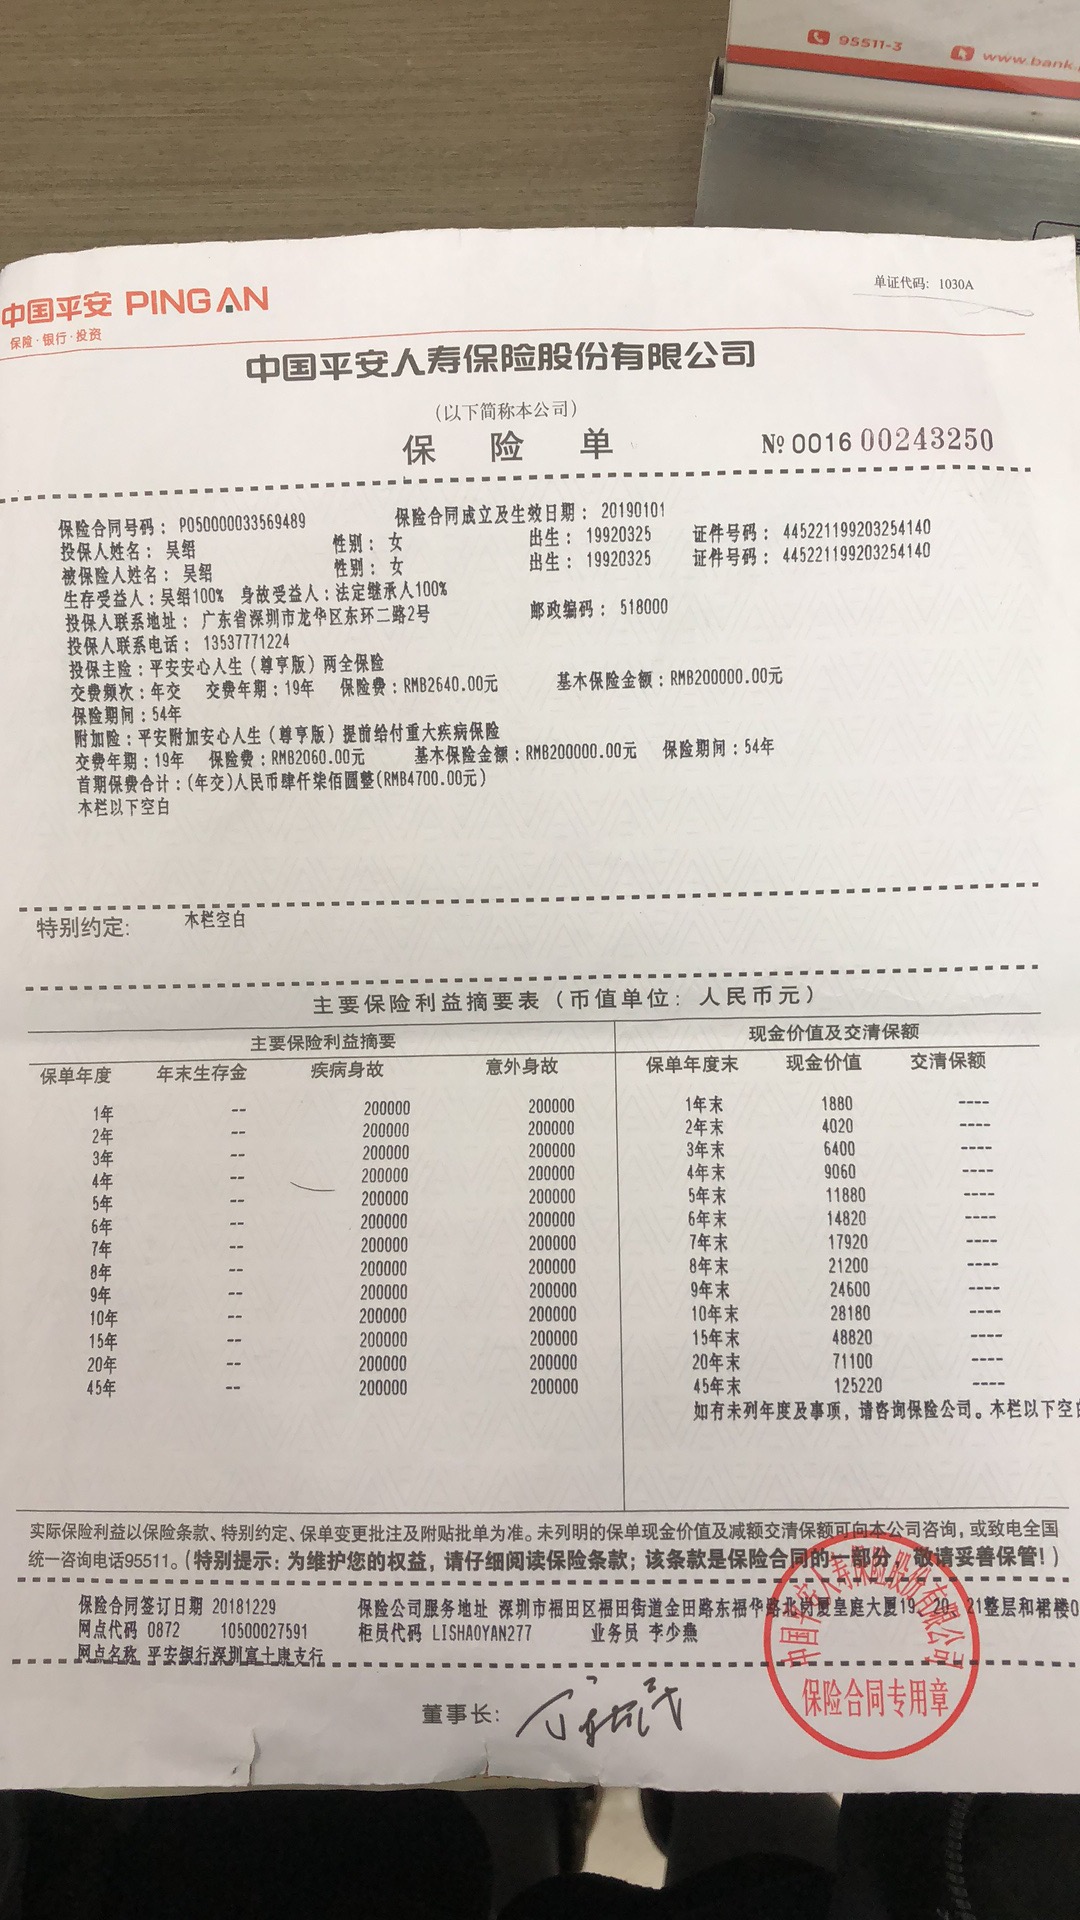 95511-3 www.bank.
单证代码: 1030A
中国平安 PING AN
保险·银行·投资
中国平安人寿保险股份有限公司
(以下简称本公司)
保 险 单 № 0016 00243250
保险合同号码: P050000033569489 保险合同成立及生效日期: 20190101
投保人姓名: 吴绍 性别: 女 出生: 19920325 证件号码: 445221199203254140
被保险人姓名: 吴绍 性别: 女 出生: 19920325 证件号码: 445221199203254140
生存受益人:吴绍100% 身故受益人:法定继承人100%
投保人联系地址: 广东省深圳市龙华区东环二路2号 邮政编码: 518000
投保人联系电话: 13537771224
投保主险:平安安心人生(尊享版)两全保险
交费频次:年交 交费年期:19年 保险费:RMB2640.00元 基本保险金额:RMB200000.00元
保险期间:54年
附加险:平安附加安心人生(尊享版)提前给付重大疾病保险
交费年期:19年 保险费:RMB2060.00元 基本保险金额:RMB200000.00元 保险期间:54年
首期保费合计:(年交)人民币肆仟柒佰圆整(RMB4700.00元)
本栏以下空白
特别约定: 本栏空白
主要保险利益摘要表(币值单位: 人民币元)
主要保险利益摘要 现金价值及交清保额
保单年度 年末生存金 疾病身故 意外身故 保单年度末 现金价值 交清保额
1年 -- 200000 200000 1年末 1880 ----
2年 -- 200000 200000 2年末 4020 ----
3年 -- 200000 200000 3年末 6400 ----
4年 -- 200000 200000 4年末 9060 ----
5年 -- 200000 200000 5年末 11880 ----
6年 -- 200000 200000 6年末 14820 ----
7年 -- 200000 200000 7年末 17920 ----
8年 -- 200000 200000 8年末 21200 ----
9年 -- 200000 200000 9年末 24600 ----
10年 -- 200000 200000 10年末 28180 ----
15年 -- 200000 200000 15年末 48820 ----
20年 -- 200000 200000 20年末 71100 ----
45年 -- 200000 200000 45年末 125220 ----
如有未列年度及事项,请咨询保险公司。本栏以下空白
实际保险利益以保险条款、特别约定、保单变更批注及附贴批单为准。未列明的保单现金价值及减额交清保额可向本公司咨询,或致电全国
统一咨询电话95511。(特别提示:为维护您的权益,请仔细阅读保险条款;该条款是保险合同的一部分,敬请妥善保管!)
保险合同签订日期 20181229 保险公司服务地址 深圳市福田区福田街道金田路东福华路北岗厦皇庭大厦19、20、21整层和裙楼0
网点代码 0872 10500027591 柜员代码 LISHAOYAN277 业务员 李少燕
网点名称 平安银行深圳富士康支行
中国平安人寿保险股份有限公司
保险合同专用章
董事长: